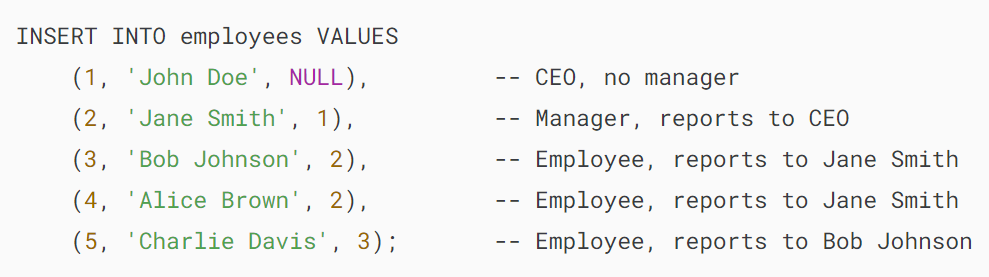 INSERT INTO employees VALUES
(1, 'John Doe', NULL), -- CEO, no manager
(2, 'Jane Smith', 1), -- Manager, reports to CEO
(3, 'Bob Johnson', 2), -- Employee, reports to Jane Smith
(4, 'Alice Brown', 2), -- Employee, reports to Jane Smith
(5, 'Charlie Davis', 3); -- Employee, reports to Bob Johnson